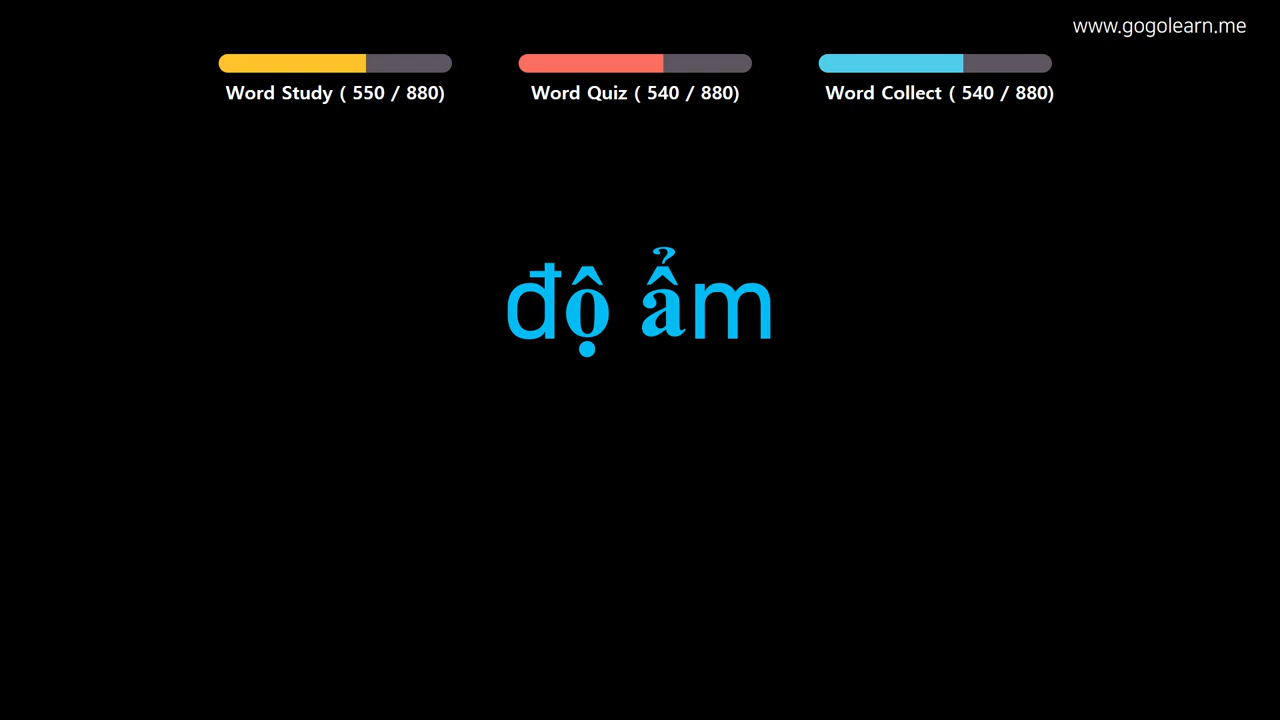 www.gogolearn.me
Word Study ( 550 / 880)
Word Quiz ( 540 / 880)
Word Collect ( 540 / 880)
độ ẩm